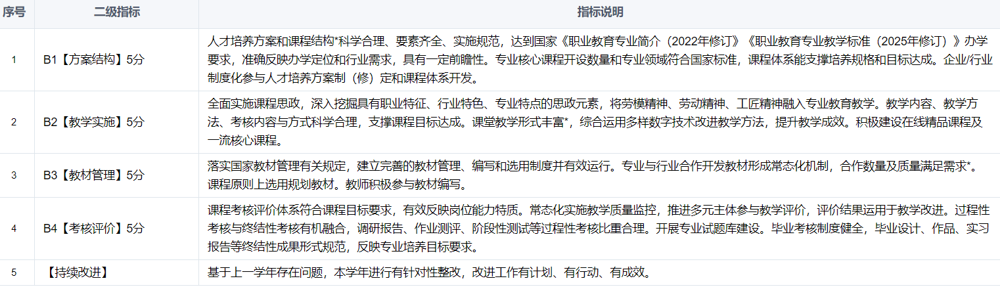 序号 二级指标 指标说明
人才培养方案和课程结构*科学合理、要素齐全、实施规范，达到国家《职业教育专业简介（2022年修订）》《职业教育专业教学标准（2025年修订）》办学
1 B1【方案结构】5分 要求，准确反映办学定位和行业需求，具有一定前瞻性。专业核心课程开设数量和专业领域符合国家标准，课程体系能支撑培养规格和目标达成。企业/行业
制度化参与人才培养方案制（修）定和课程体系开发。
全面实施课程思政，深入挖掘具有职业特征、行业特色、专业特点的思政元素，将劳模精神、劳动精神、工匠精神融入专业教育教学。教学内容、教学方
2 B2【教学实施】5分 法、考核内容与方式科学合理，支撑课程目标达成。课堂教学形式丰富*，综合运用多样数字技术改进教学方法，提升教学成效。积极建设在线精品课程及
一流核心课程。
落实国家教材管理有关规定，建立完善的教材管理、编写和选用制度并有效运行。专业与行业合作开发教材形成常态化机制，合作数量及质量满足需求*。
3 B3【教材管理】5分
课程原则上选用规划教材。教师积极参与教材编写。
课程考核评价体系符合课程目标要求，有效反映岗位能力特质。常态化实施教学质量监控，推进多元主体参与教学评价，评价结果运用于教学改进。过程性
4 B4【考核评价】5分 考核与终结性考核有机融合，调研报告、作业测评、阶段性测试等过程性考核比重合理。开展专业试题库建设。毕业考核制度健全，毕业设计、作品、实习
报告等终结性成果形式规范，反映专业培养目标要求。
5 【持续改进】 基于上一学年存在问题，本学年进行有针对性整改，改进工作有计划、有行动、有成效。